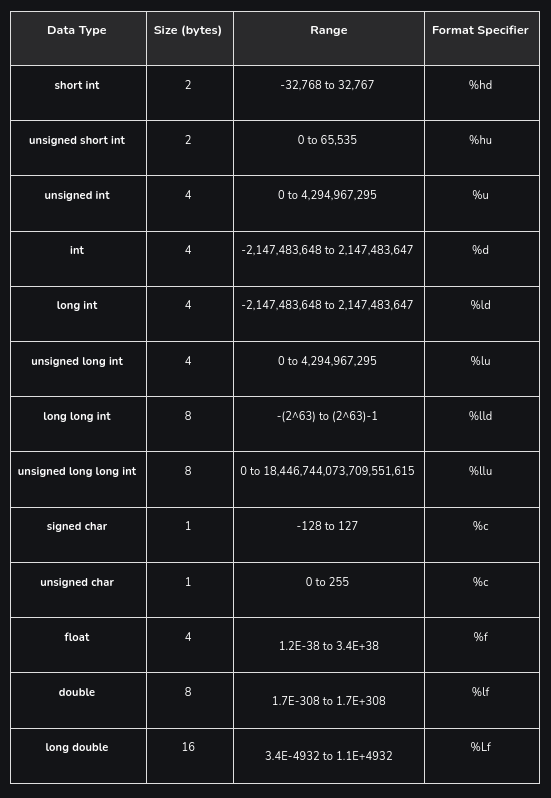 Data Type Size (bytes) Range Format Specifier
short int 2 -32,768 to 32,767 %hd
unsigned short int 2 0 to 65,535 %hu
unsigned int 4 0 to 4,294,967,295 %u
int 4 -2,147,483,648 to 2,147,483,647 %d
long int 4 -2,147,483,648 to 2,147,483,647 %ld
unsigned long int 4 0 to 4,294,967,295 %lu
long long int 8 -(2^63) to (2^63)-1 %lld
unsigned long long int 8 0 to 18,446,744,073,709,551,615 %llu
signed char 1 -128 to 127 %c
unsigned char 1 0 to 255 %c
float 4 1.2E-38 to 3.4E+38 %f
double 8 1.7E-308 to 1.7E+308 %lf
long double 16 3.4E-4932 to 1.1E+4932 %Lf